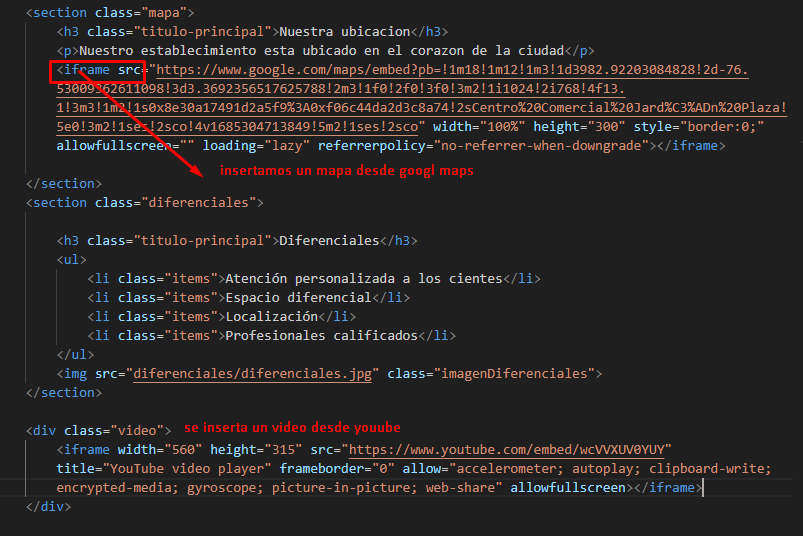 <section class="mapa">
<h3 class="titulo-principal">Nuestra ubicacion</h3>
<p>Nuestro establecimiento esta ubicado en el corazon de la ciudad</p>
<iframe src="https://www.google.com/maps/embed?pb=!1m18!1m12!1m3!1d3982.92203084828!2d-76.
53009362611098!3d3.3692356517625788!2m3!1f0!2f0!3f0!3m2!1i1024!2i768!4f13.
1!3m3!1m2!1s0x8e30a17491d2a5f9%3A0xf06c44da2d3c8a74!2sCentro%20Comercial%20Jard%C3%ADn%20Plaza!
5e0!3m2!1ses!2sco!4v1685304713849!5m2!1ses!2sco" width="100%" height="300" style="border:0;"
allowfullscreen="" loading="lazy" referrerpolicy="no-referrer-when-downgrade"></iframe>
insertamos un mapa desde googl maps
</section>
<section class="diferenciales">
<h3 class="titulo-principal">Diferenciales</h3>
<ul>
<li class="items">Atención personalizada a los cientes</li>
<li class="items">Espacio diferencial</li>
<li class="items">Localización</li>
<li class="items">Profesionales calificados</li>
</ul>
<img src="diferenciales/diferenciales.jpg" class="imagenDiferenciales">
</section>
<div class="video"> se inserta un video desde youube
<iframe width="560" height="315" src="https://www.youtube.com/embed/wcVVXUV0YUY"
title="YouTube video player" frameborder="0" allow="accelerometer; autoplay; clipboard-write;
encrypted-media; gyroscope; picture-in-picture; web-share" allowfullscreen></iframe>
</div>